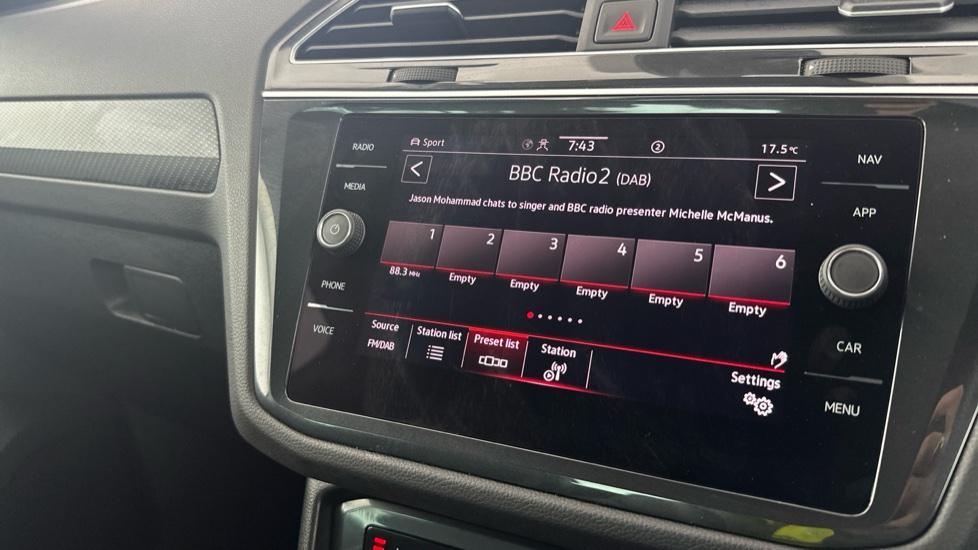 RADIO
MEDIA
PHONE
VOICE
Sport
7:43
2
17.5°C
BBC Radio2 (DAB)
Jason Mohammad chats to singer and BBC radio presenter Michelle McManus.
1 2 3 4 5 6
88.3 MHz Empty Empty Empty Empty Empty
Source
FM/DAB
Station list
Preset list
Station
Settings
NAV
APP
CAR
MENU